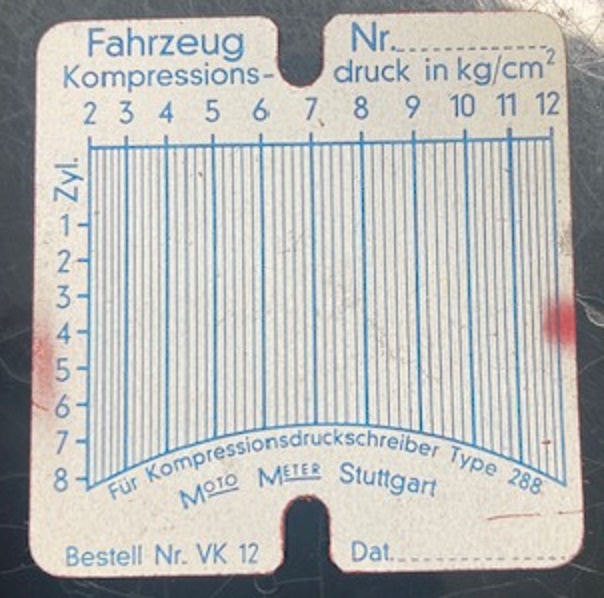 Fahrzeug Nr.
Kompressions- druck in kg/cm²
2 3 4 5 6 7 8 9 10 11 12
Zyl.
1
2
3
4
5
6
7
8
Für Kompressionsdruckschreiber Type 288
MOTO METER Stuttgart
Bestell Nr. VK 12 Dat.